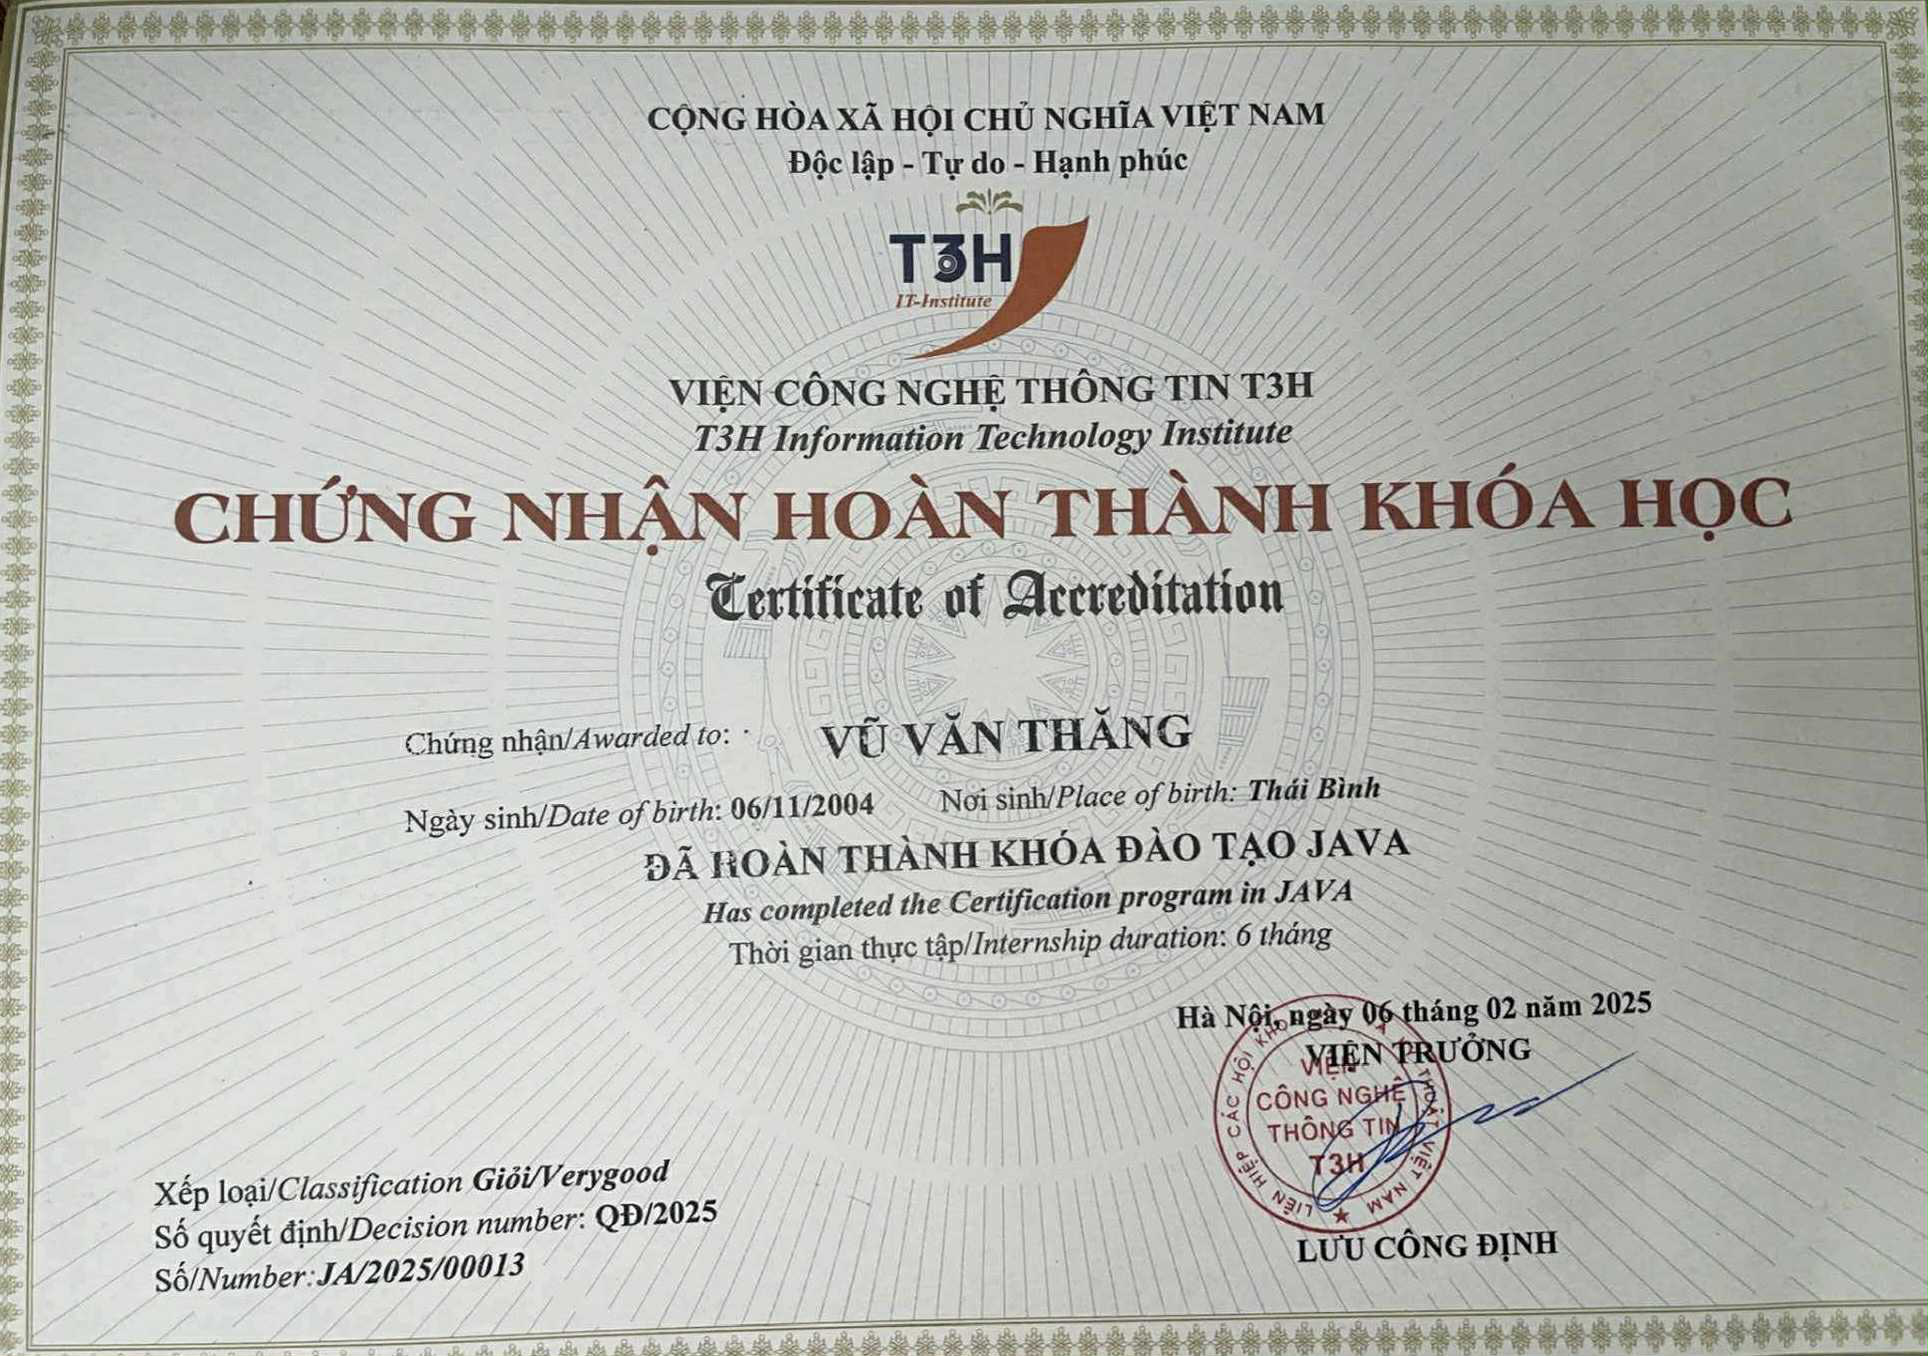 CỘNG HÒA XÃ HỘI CHỦ NGHĨA VIỆT NAM
Độc lập - Tự do - Hạnh phúc
T3H
IT-Institute
VIỆN CÔNG NGHỆ THÔNG TIN T3H
T3H Information Technology Institute
CHỨNG NHẬN HOÀN THÀNH KHÓA HỌC
Certificate of Accreditation
Chứng nhận/Awarded to: VŨ VĂN THĂNG
Ngày sinh/Date of birth: 06/11/2004 Nơi sinh/Place of birth: Thái Bình
ĐÃ HOÀN THÀNH KHÓA ĐÀO TẠO JAVA
Has completed the Certification program in JAVA
Thời gian thực tập/Internship duration: 6 tháng
Hà Nội, ngày 06 tháng 02 năm 2025
VIỆN TRƯỞNG
LIÊN HIỆP CÁC HỘI KHOA THUẬT VIỆT NAM
VIỆN
CÔNG NGHỆ
THÔNG TIN
T3H
LƯU CÔNG ĐỊNH
Xếp loại/Classification Giỏi/Verygood
Số quyết định/Decision number: QĐ/2025
Số/Number:JA/2025/00013